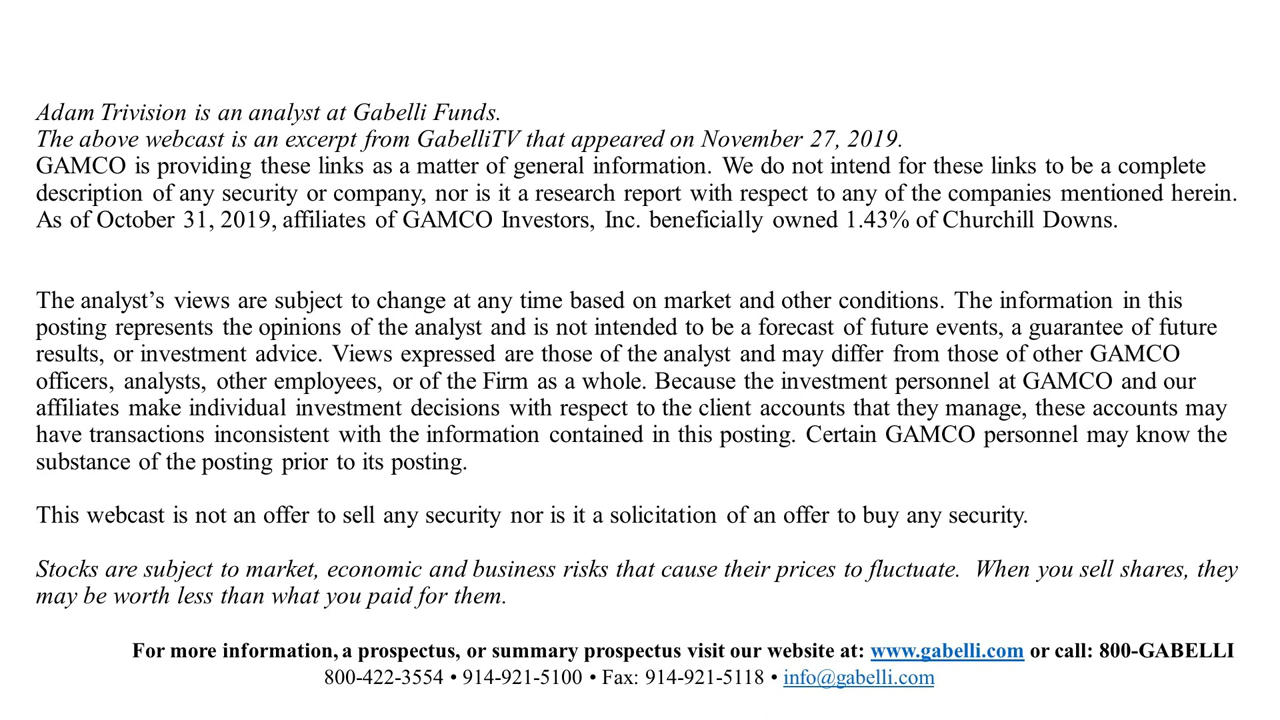 Adam Trivision is an analyst at Gabelli Funds.
The above webcast is an excerpt from GabelliTV that appeared on November 27, 2019.
GAMCO is providing these links as a matter of general information. We do not intend for these links to be a complete
description of any security or company, nor is it a research report with respect to any of the companies mentioned herein.
As of October 31, 2019, affiliates of GAMCO Investors, Inc. beneficially owned 1.43% of Churchill Downs.
The analyst’s views are subject to change at any time based on market and other conditions. The information in this
posting represents the opinions of the analyst and is not intended to be a forecast of future events, a guarantee of future
results, or investment advice. Views expressed are those of the analyst and may differ from those of other GAMCO
officers, analysts, other employees, or of the Firm as a whole. Because the investment personnel at GAMCO and our
affiliates make individual investment decisions with respect to the client accounts that they manage, these accounts may
have transactions inconsistent with the information contained in this posting. Certain GAMCO personnel may know the
substance of the posting prior to its posting.
This webcast is not an offer to sell any security nor is it a solicitation of an offer to buy any security.
Stocks are subject to market, economic and business risks that cause their prices to fluctuate.  When you sell shares, they
may be worth less than what you paid for them.
For more information, a prospectus, or summary prospectus visit our website at: www.gabelli.com or call: 800-GABELLI
800-422-3554 • 914-921-5100 • Fax: 914-921-5118 • info@gabelli.com